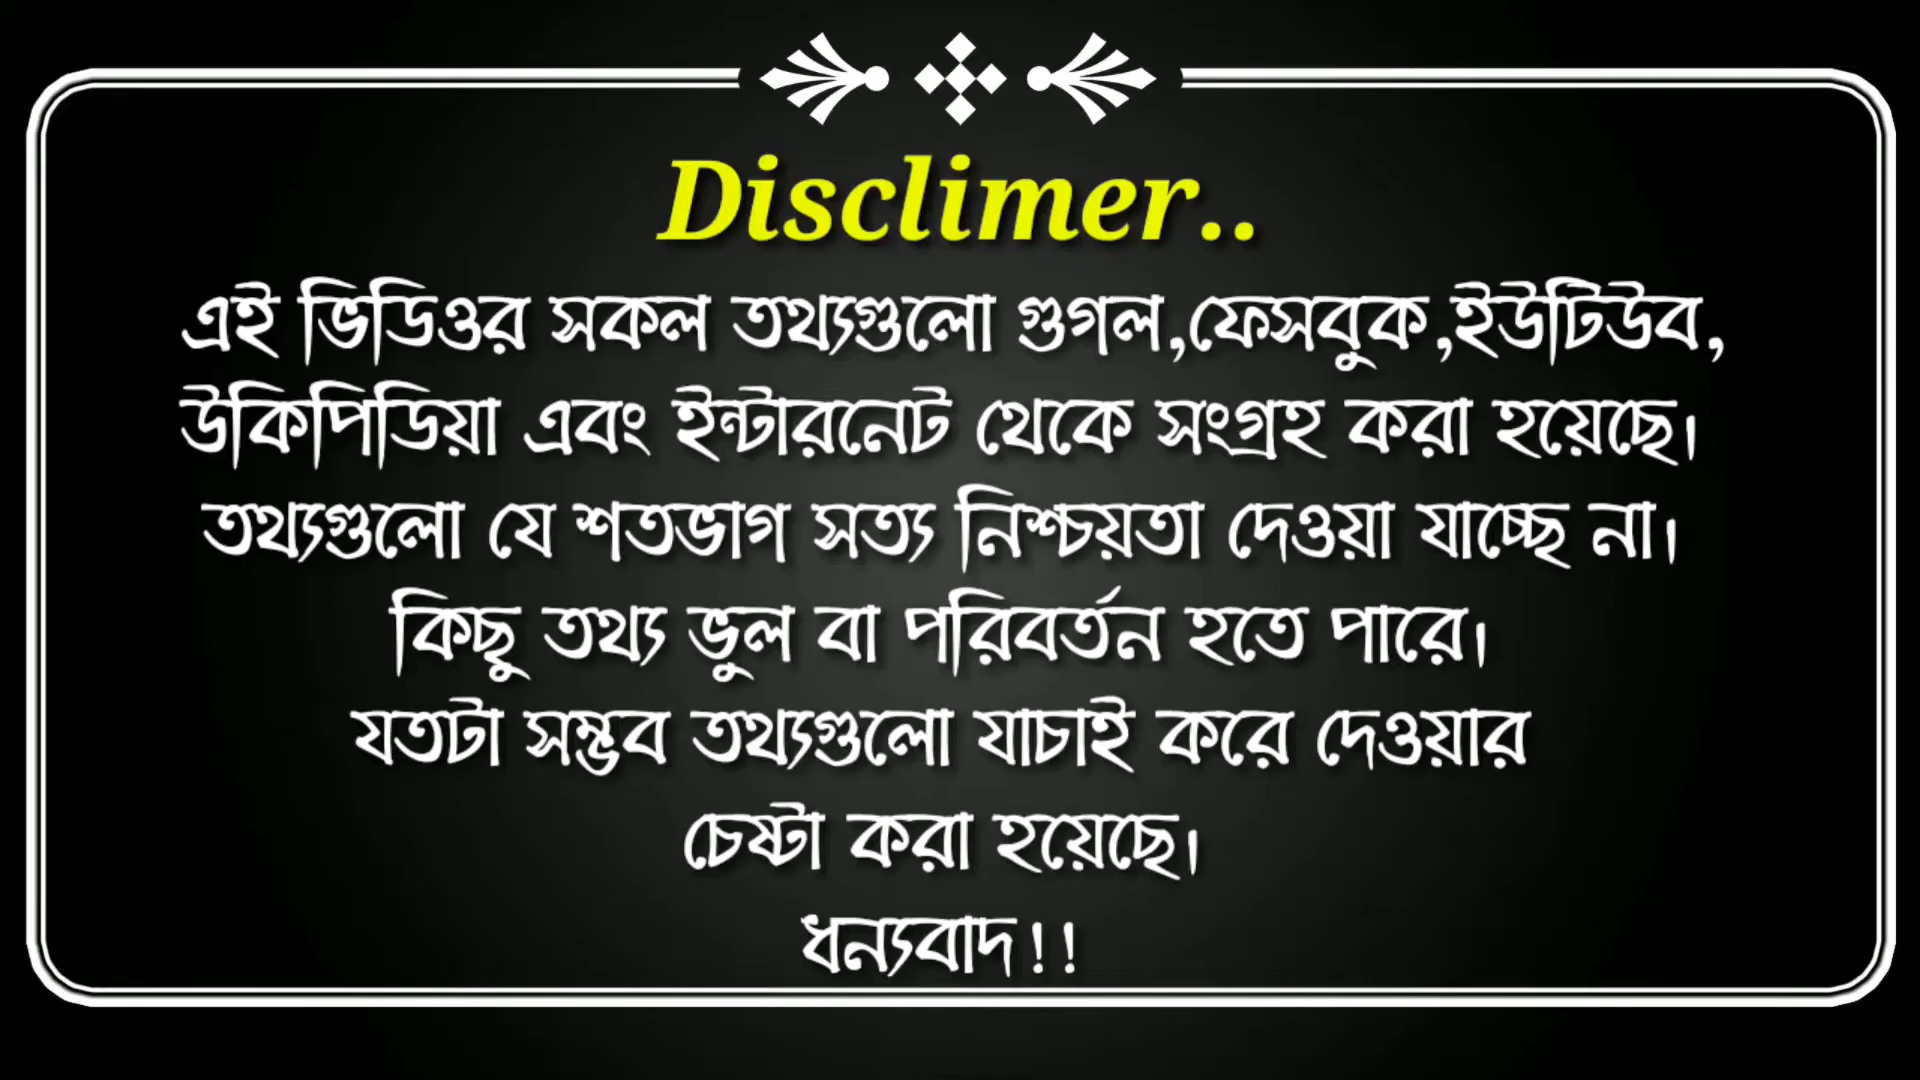 Disclimer..
এই ভিডিওর সকল তথ্যগুলো গুগল,ফেসবুক,ইউটিউব,
উকিপিডিয়া এবং ইন্টারনেট থেকে সংগ্রহ করা হয়েছে।
তথ্যগুলো যে শতভাগ সত্য নিশ্চয়তা দেওয়া যাচ্ছে না।
কিছু তথ্য ভুল বা পরিবর্তন হতে পারে।
যতটা সম্ভব তথ্যগুলো যাচাই করে দেওয়ার
চেষ্টা করা হয়েছে।
ধন্যবাদ!!